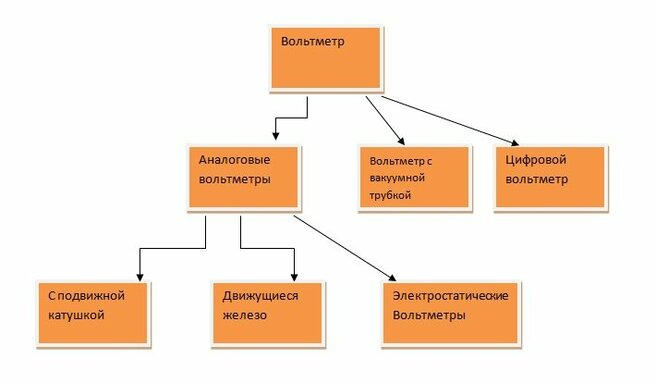 Вольтметр
Аналоговые
вольтметры
Вольтметр с
вакуумной
трубкой
Цифровой
вольтметр
С подвижной
катушкой
Движущиеся
железо
Электростатические
Вольтметры